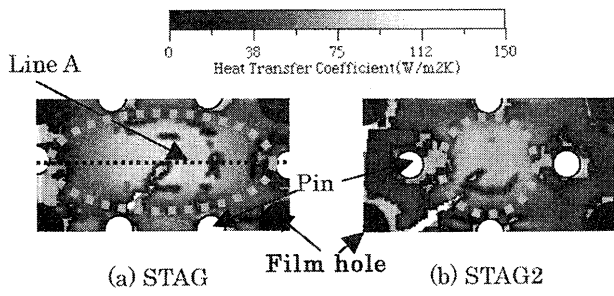 0 38 75 112 150
Heat Transfer Coefficient(W/m2K)
Line A
Pin
Film hole
(a) STAG
(b) STAG2